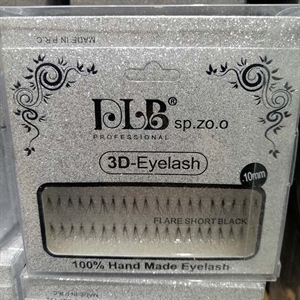 MADE IN P.R.C
DLB® sp.zo.o
PROFESSIONAL
3D-Eyelash
10mm
FLARE SHORT BLACK
100% Hand Made Eyelash